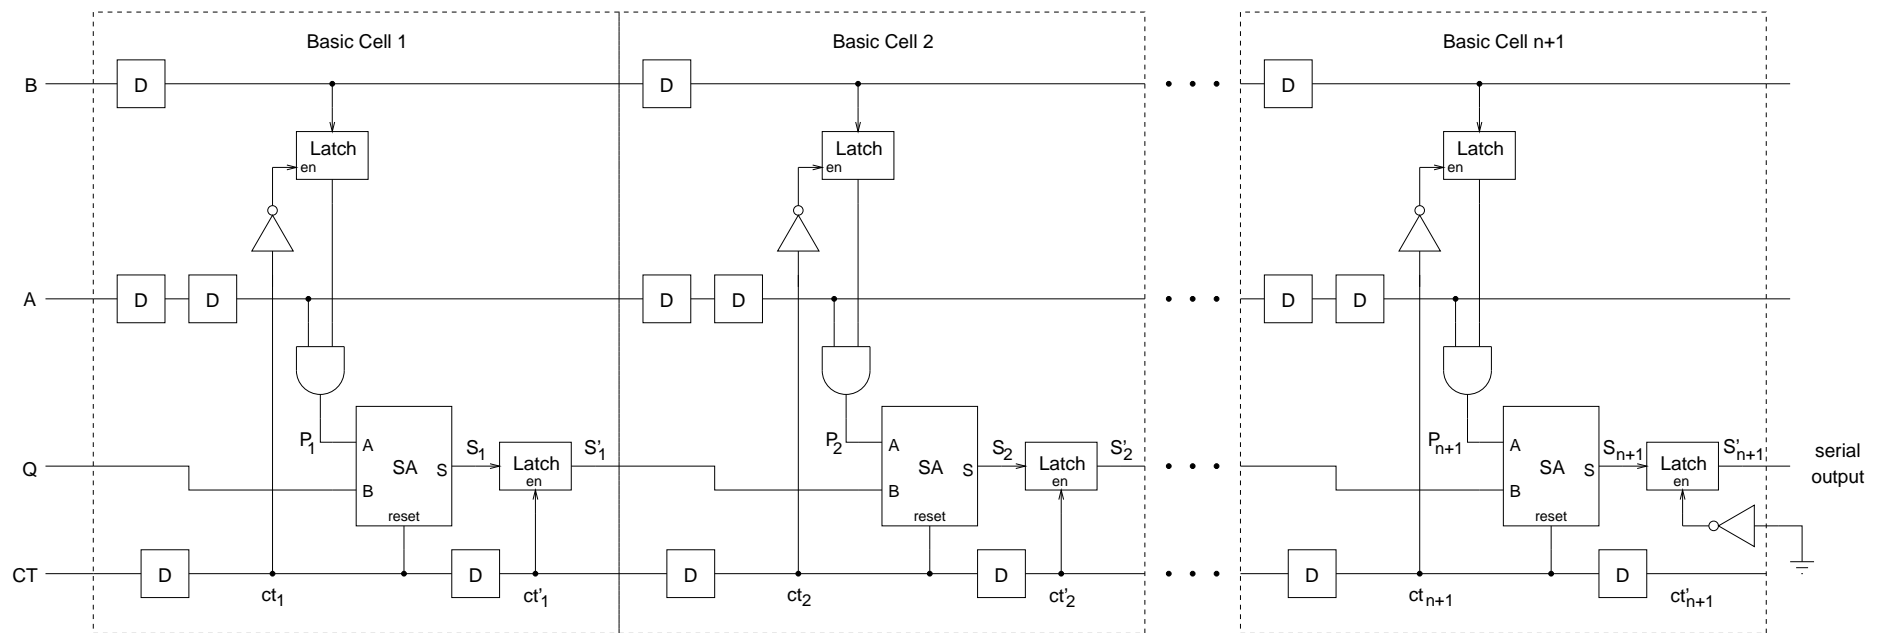 Basic Cell 1 Basic Cell 2 Basic Cell n+1
B D D D
Latch Latch Latch
en en en
A D D D D D D
P1 A S1 S'1 P2 A S2 S'2 Pn+1 A Sn+1 S'n+1 serial
Q SA S Latch SA S Latch SA S Latch output
B en B en B en
reset reset reset
CT D D D D D D
ct1 ct'1 ct2 ct'2 ctn+1 ct'n+1